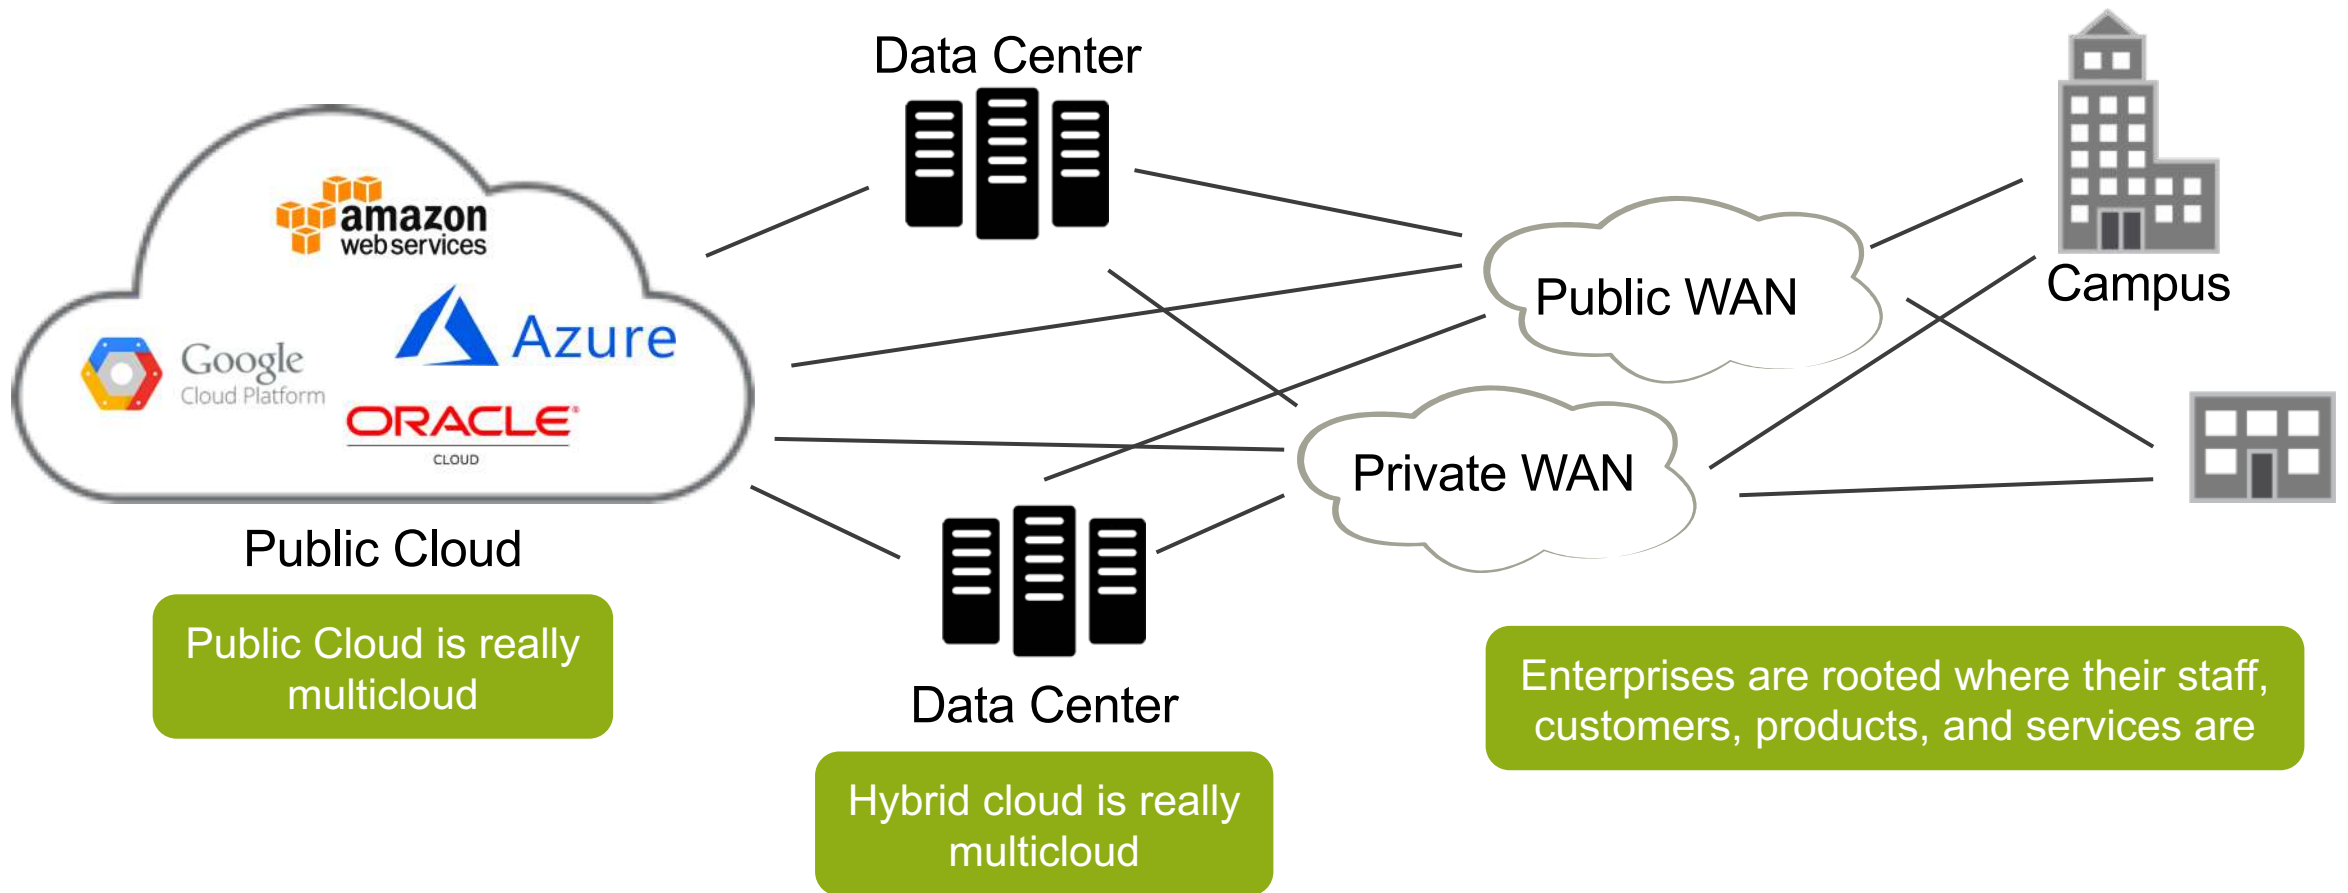 Data Center
amazon
web services
Azure
Google
Cloud Platform
ORACLE®
CLOUD
Public Cloud
Public Cloud is really
multicloud
Data Center
Hybrid cloud is really
multicloud
Public WAN
Private WAN
Campus
Enterprises are rooted where their staff,
customers, products, and services are